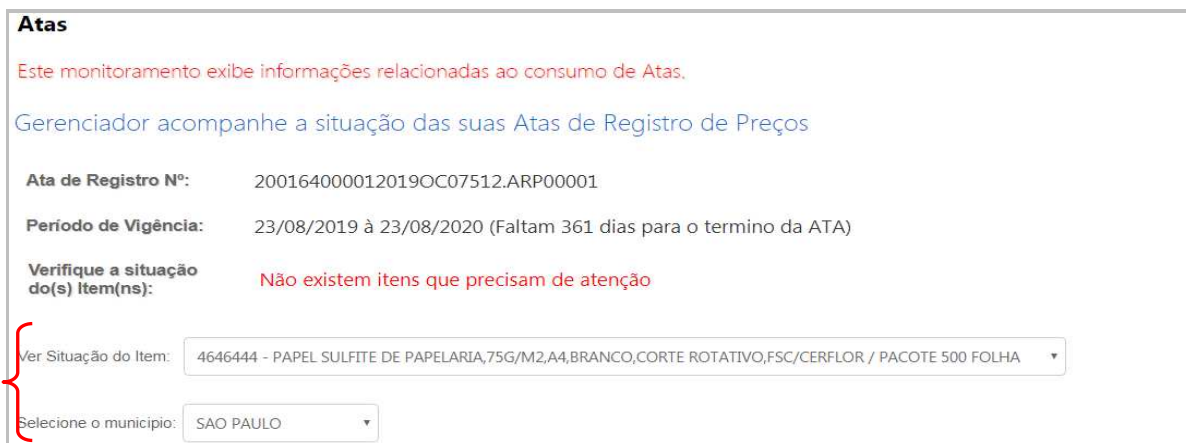 Atas
Este monitoramento exibe informações relacionadas ao consumo de Atas.
Gerenciador acompanhe a situação das suas Atas de Registro de Preços
Ata de Registro Nº: 200164000012019OC07512.ARP00001
Período de Vigência: 23/08/2019 à 23/08/2020 (Faltam 361 dias para o termino da ATA)
Verifique a situação
do(s) Item(ns): Não existem itens que precisam de atenção
Ver Situação do Item: 4646444 - PAPEL SULFITE DE PAPELARIA,75G/M2,A4,BRANCO,CORTE ROTATIVO,FSC/CERFLOR / PACOTE 500 FOLHA
Selecione o municipio: SAO PAULO